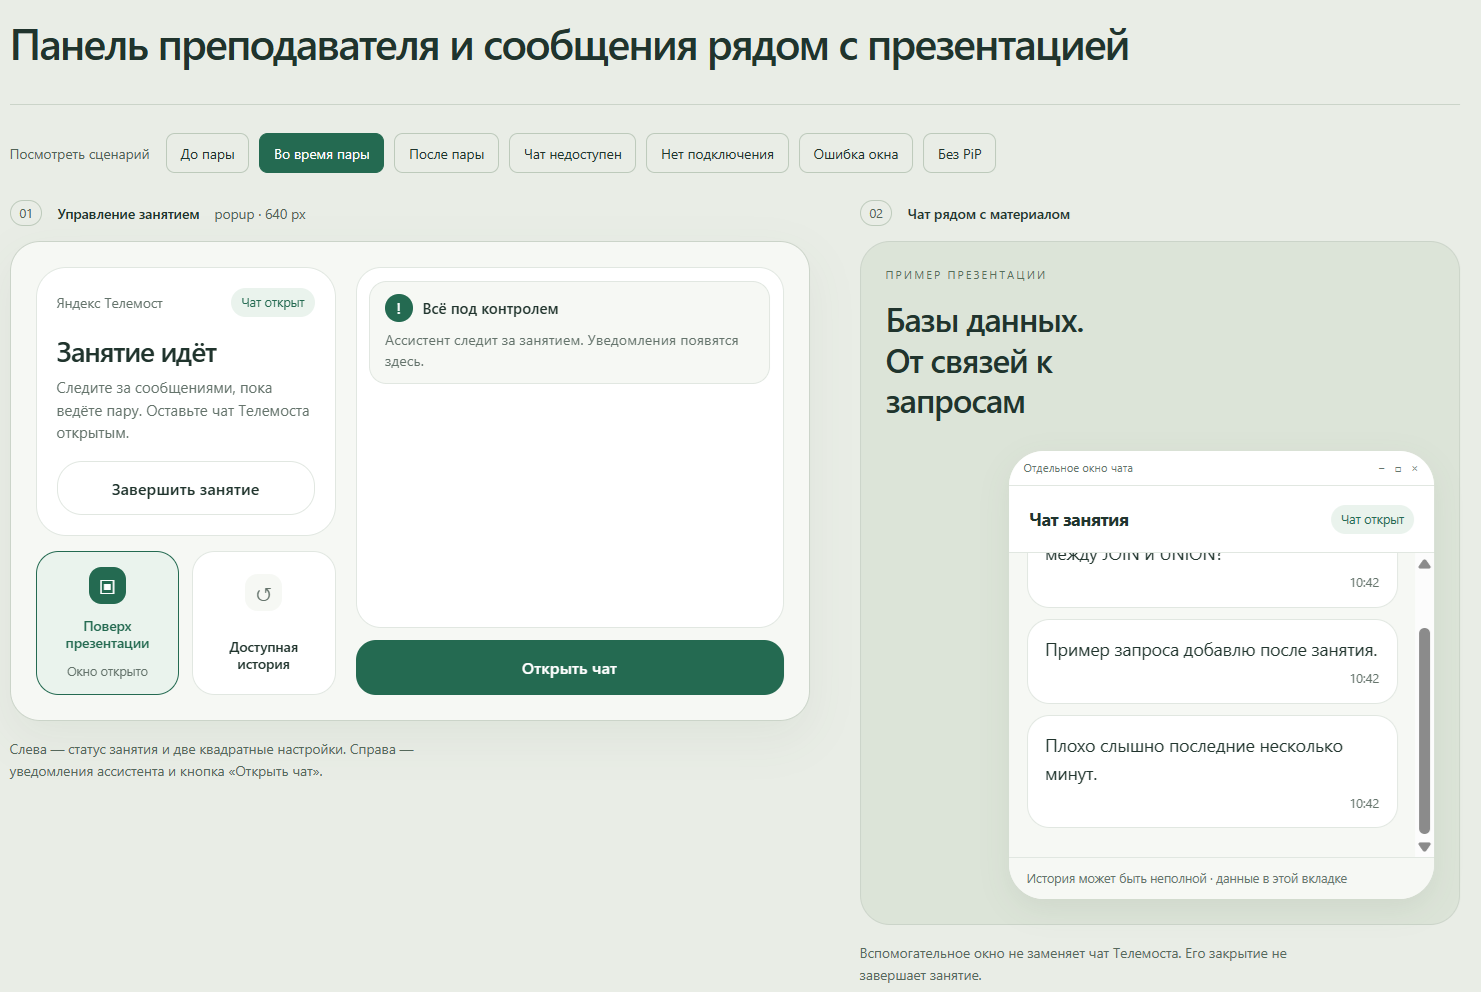 Панель преподавателя и сообщения рядом с презентацией
Посмотреть сценарий
До пары
Во время пары
После пары
Чат недоступен
Нет подключения
Ошибка окна
Без PiP
01 Управление занятием popup · 640 px
Яндекс Телемост
Чат открыт
Занятие идёт
Следите за сообщениями, пока
ведёте пару. Оставьте чат Телемоста
открытым.
Завершить занятие
Поверх
презентации
Окно открыто
Доступная
история
! Всё под контролем
Ассистент следит за занятием. Уведомления появятся
здесь.
Открыть чат
Слева — статус занятия и две квадратные настройки. Справа —
уведомления ассистента и кнопка «Открыть чат».
02 Чат рядом с материалом
ПРИМЕР ПРЕЗЕНТАЦИИ
Базы данных.
От связей к
запросам
Отдельное окно чата
Чат занятия
Чат открыт
между JOIN и UNION?
10:42
Пример запроса добавлю после занятия.
10:42
Плохо слышно последние несколько
минут.
10:42
История может быть неполной · данные в этой вкладке
Вспомогательное окно не заменяет чат Телемоста. Его закрытие не
завершает занятие.